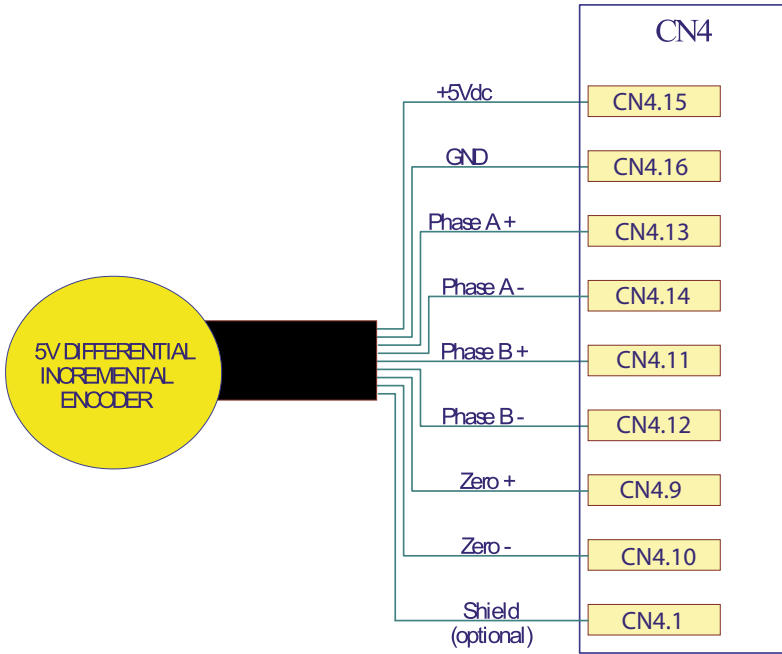 CN4
+5Vdc
CN4.15
GND
CN4.16
Phase A +
CN4.13
Phase A -
CN4.14
5V DIFFERENTIAL
INCREMENTAL
ENCODER
Phase B +
CN4.11
Phase B -
CN4.12
Zero +
CN4.9
Zero -
CN4.10
Shield
(optional)
CN4.1